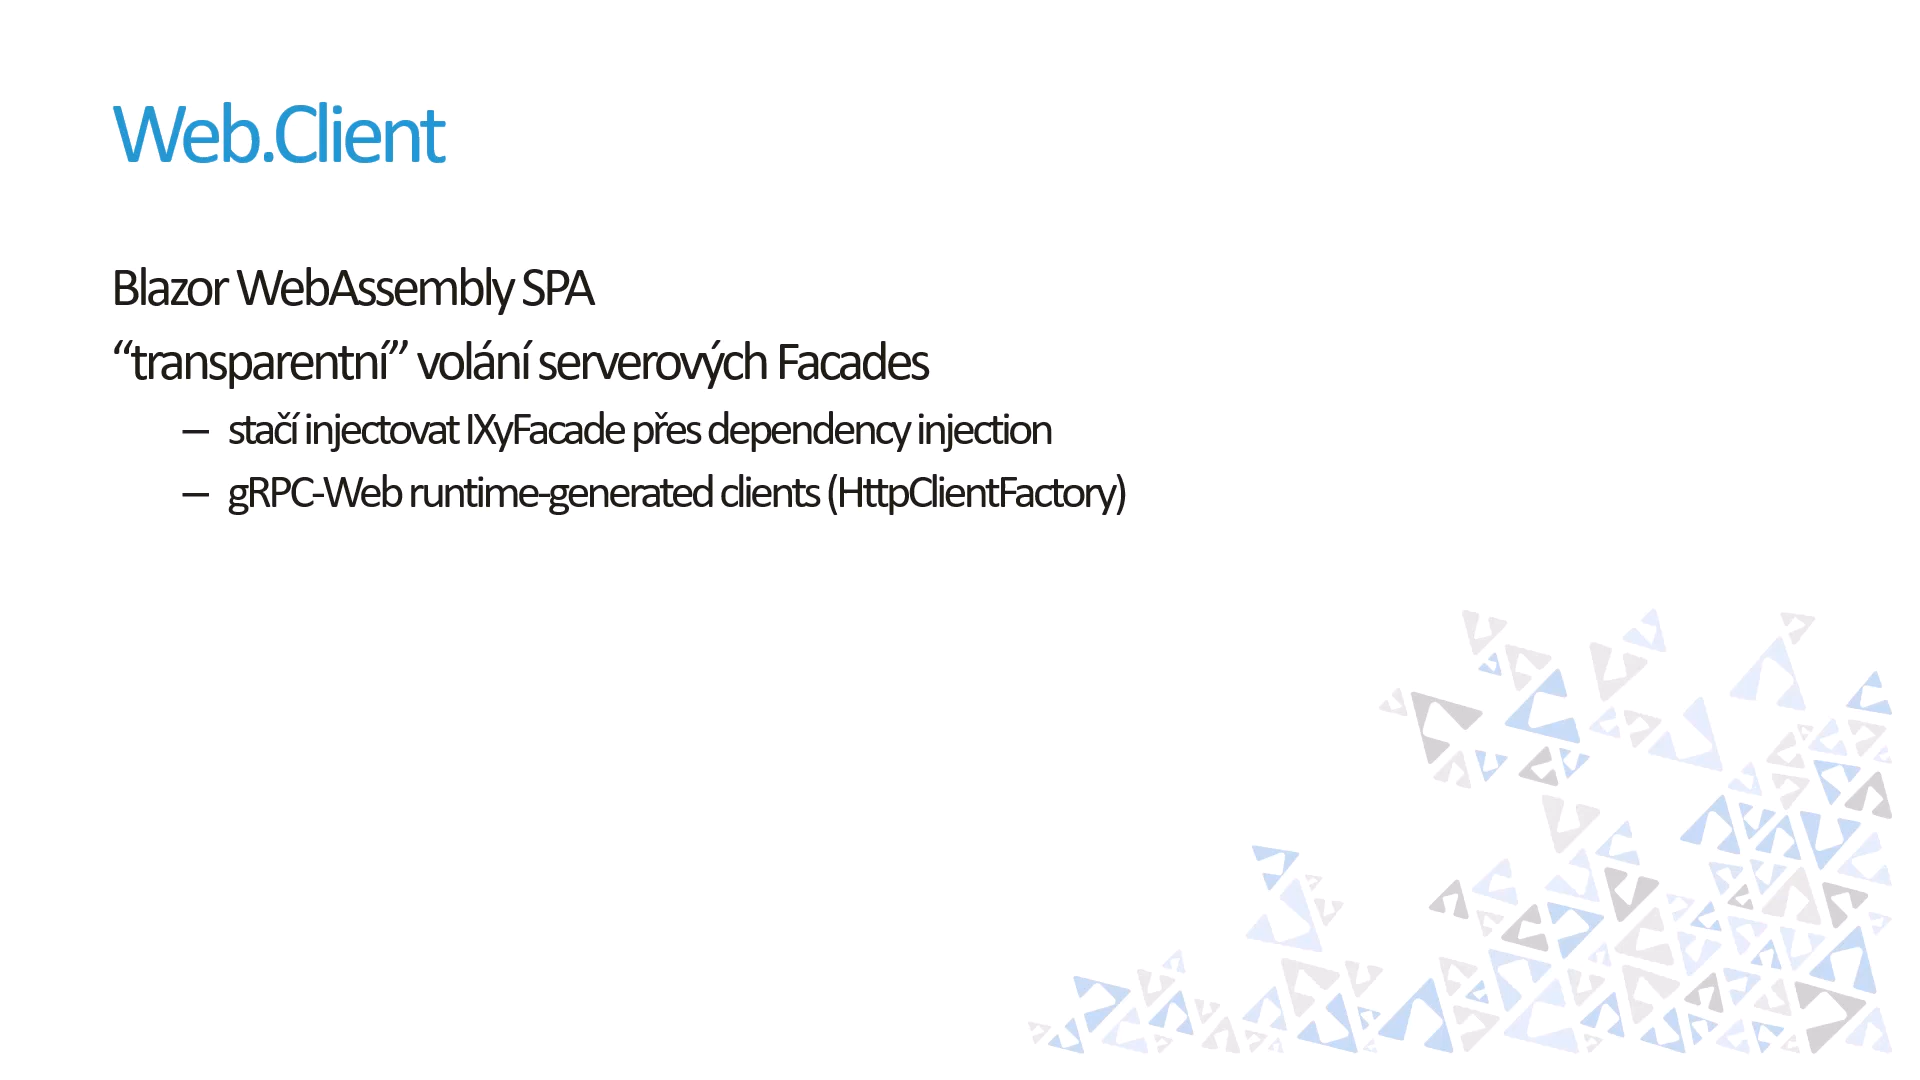 Web.Client
Blazor WebAssembly SPA
“transparentní” volání serverových Facades
– stačí injectovat IXyFacade přes dependency injection
– gRPC-Web runtime-generated clients (HttpClientFactory)